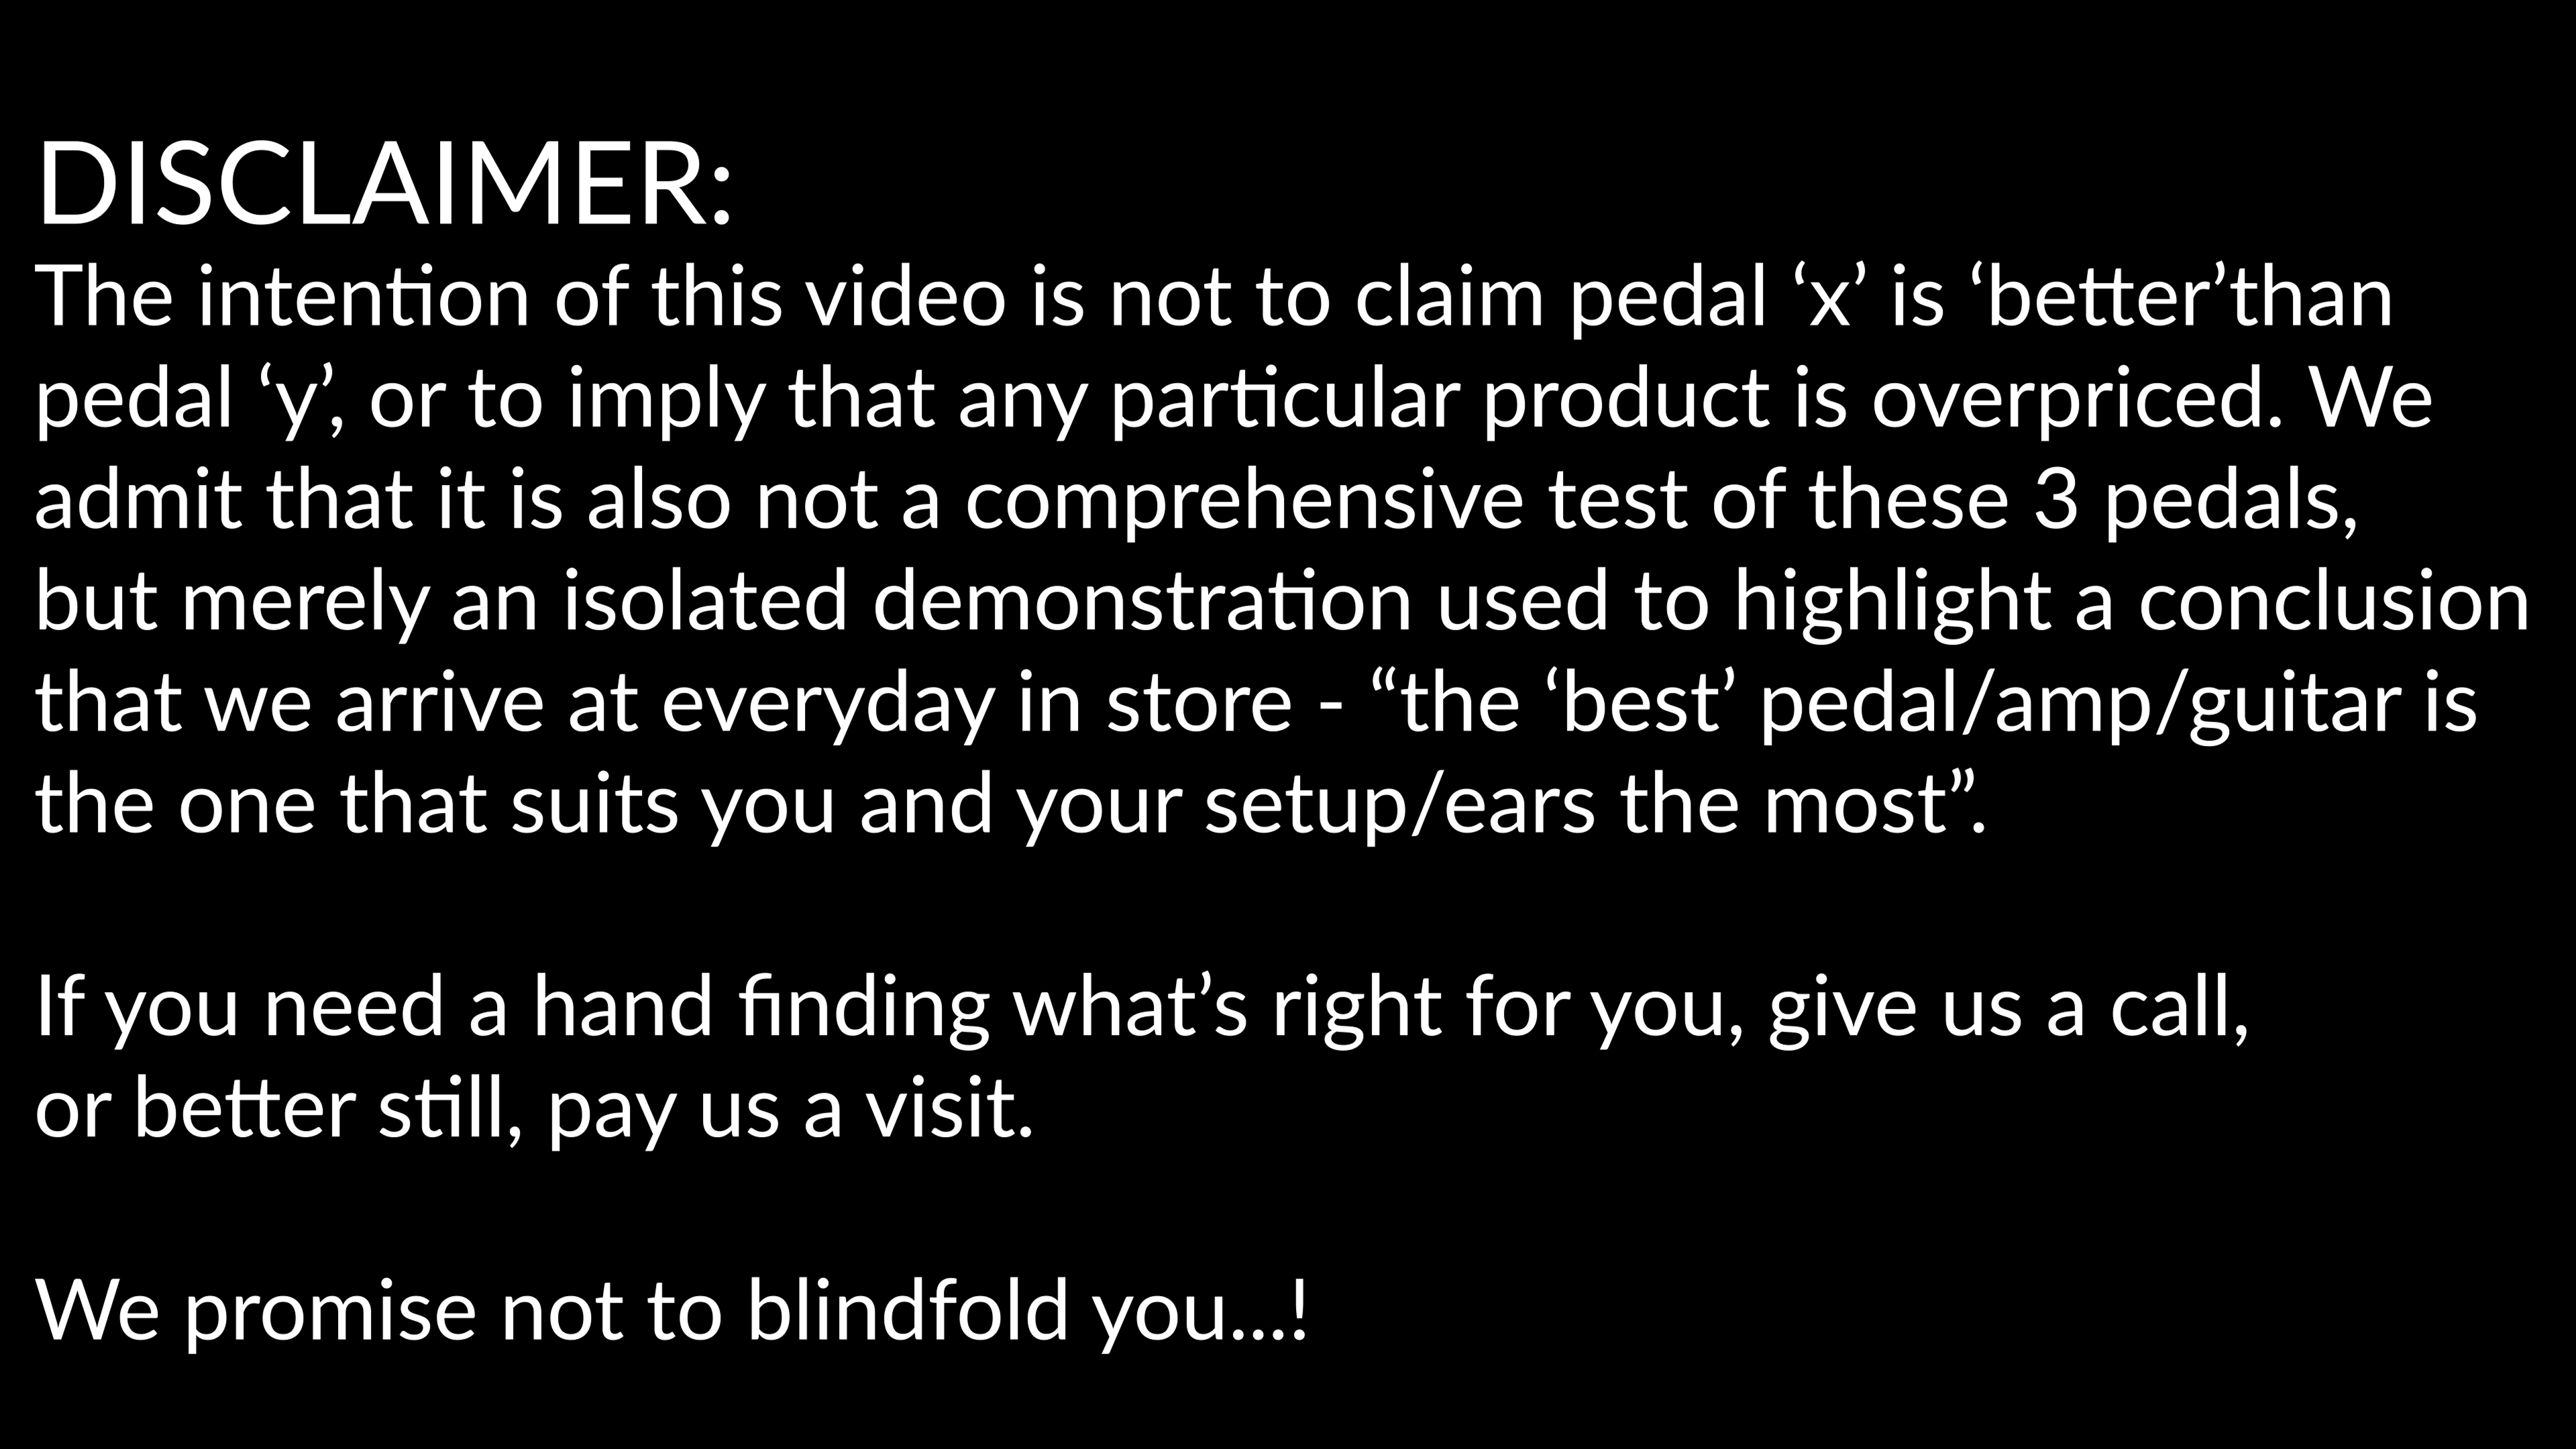 DISCLAIMER:
The intention of this video is not to claim pedal ‘x’ is ‘better’than
pedal ‘y’, or to imply that any particular product is overpriced. We
admit that it is also not a comprehensive test of these 3 pedals,
but merely an isolated demonstration used to highlight a conclusion
that we arrive at everyday in store - “the ‘best’ pedal/amp/guitar is
the one that suits you and your setup/ears the most”.
If you need a hand finding what’s right for you, give us a call,
or better still, pay us a visit.
We promise not to blindfold you...!